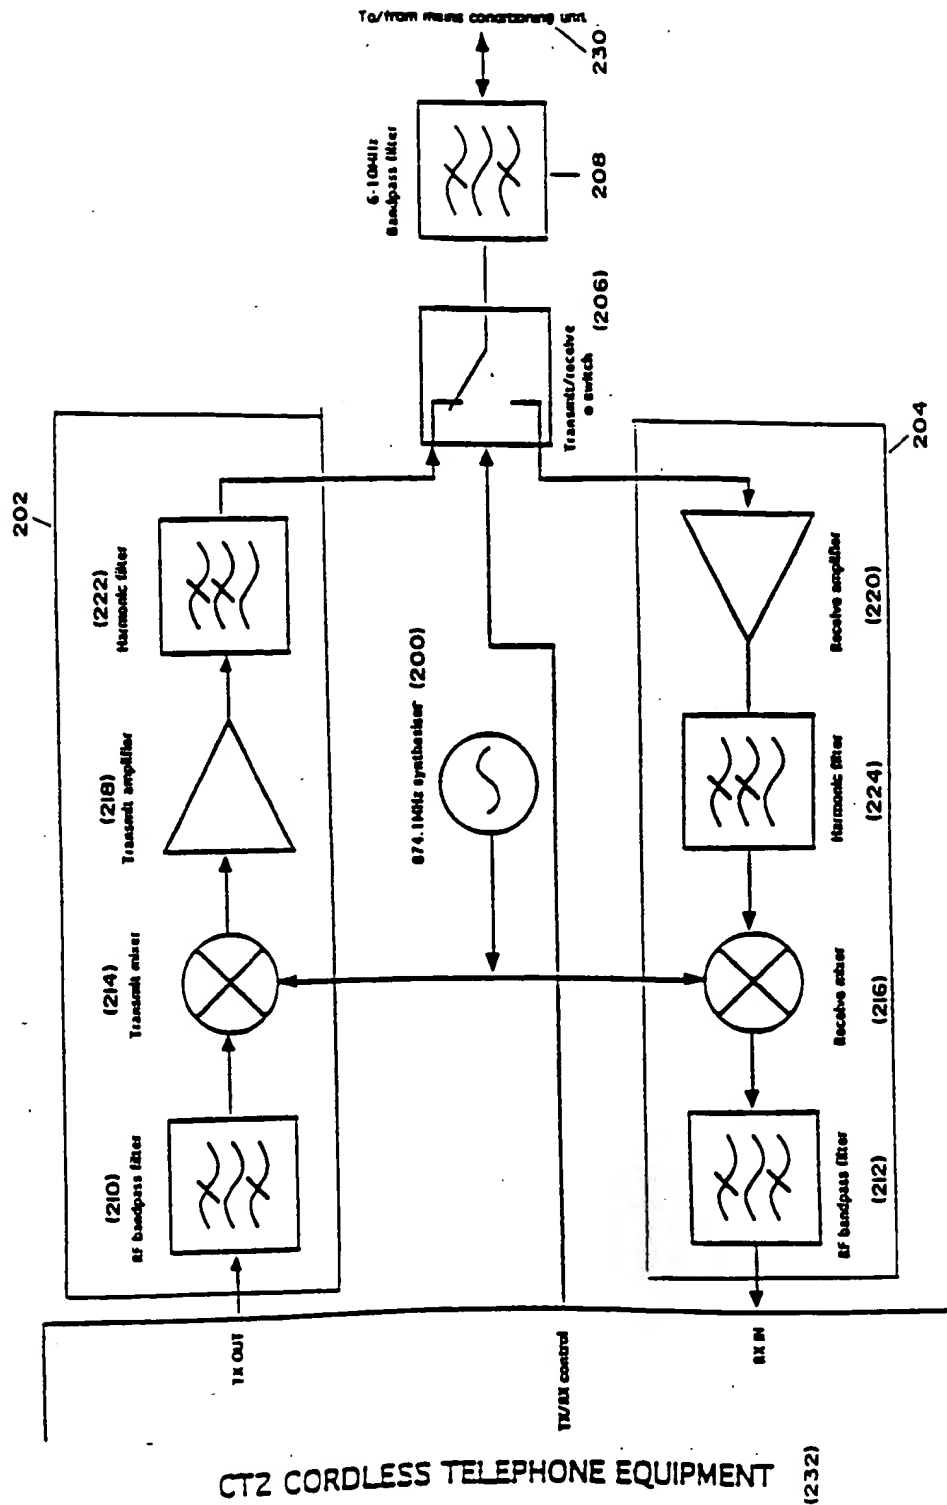 To/from mains conditioning unit
230
6-10MHz
Bandpass filter
208
Transmit/receive
e switch
(206)
202
(222)
Harmonic filter
(218)
Transmit amplifier
(214)
Transmit mixer
(210)
RF bandpass filter
874.1MHz synthesiser (200)
204
Receive amplifier
(220)
Harmonic filter
(224)
Receive mixer
(216)
RF bandpass filter
(212)
TX OUT
TX/RX control
RX IN
CT2 CORDLESS TELEPHONE EQUIPMENT
(232)